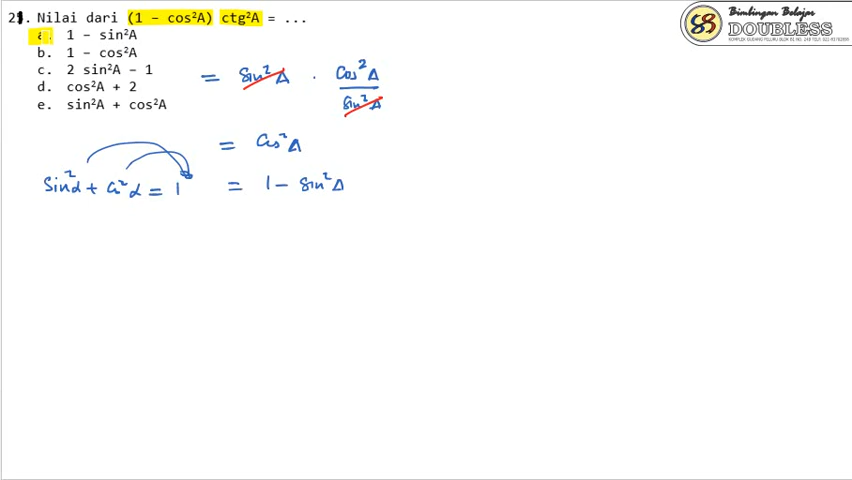 21. Nilai dari (1 – cos²A) ctg²A = ...
a. 1 – sin²A
b. 1 – cos²A
c. 2 sin²A – 1
d. cos²A + 2
e. sin²A + cos²A
= sin²A . cos²A / sin²A
= cos²A
sin²α + cos²α = 1
= 1 – sin²A
Bimbingan Belajar
DOUBLESS